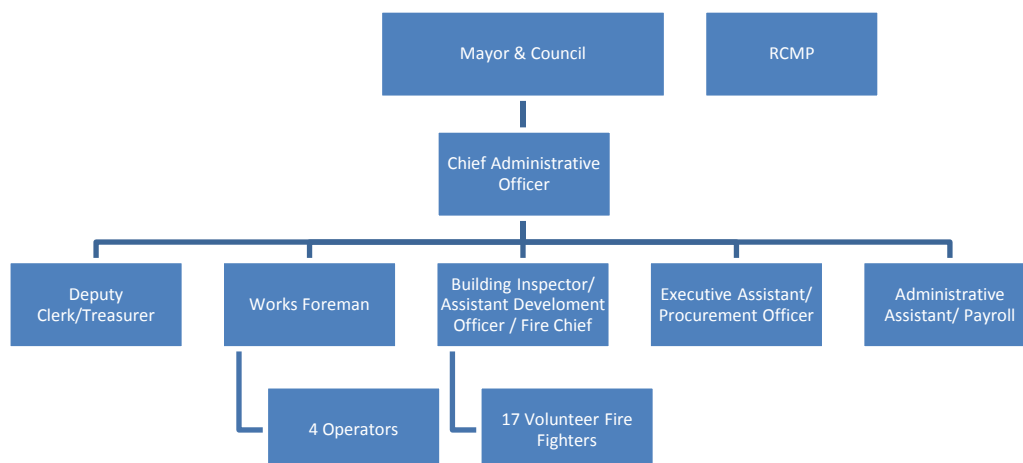 Mayor & Council
RCMP
Chief Administrative
Officer
Deputy
Clerk/Treasurer
Works Foreman
Building Inspector/
Assistant Develoment
Officer / Fire Chief
Executive Assistant/
Procurement Officer
Administrative
Assistant/ Payroll
4 Operators
17 Volunteer Fire
Fighters